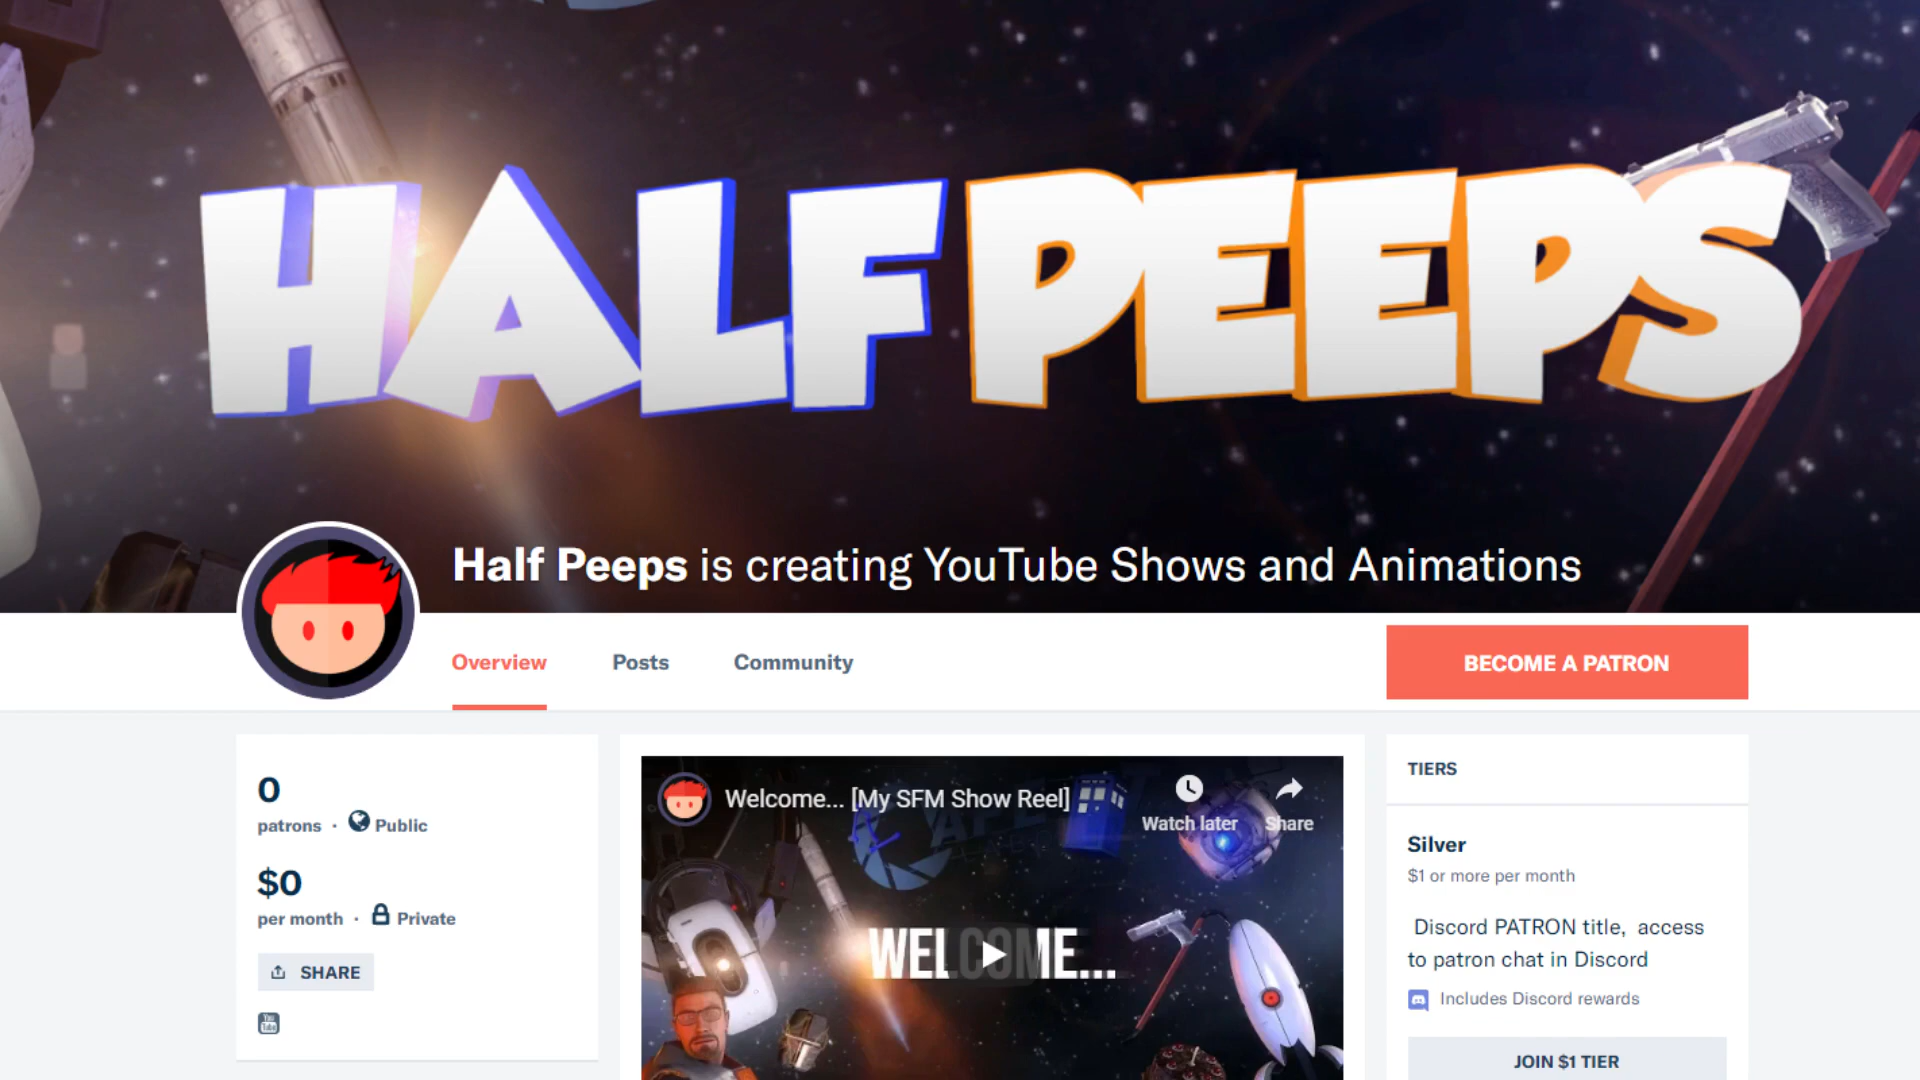 HALF PEEPS
Half Peeps is creating YouTube Shows and Animations
Overview
Posts
Community
BECOME A PATRON
0
patrons · Public
$0
per month · Private
SHARE
You
Tube
Welcome... [My SFM Show Reel]
Watch later
Share
WELCOME...
TIERS
Silver
$1 or more per month
Discord PATRON title, access
to patron chat in Discord
Includes Discord rewards
JOIN $1 TIER